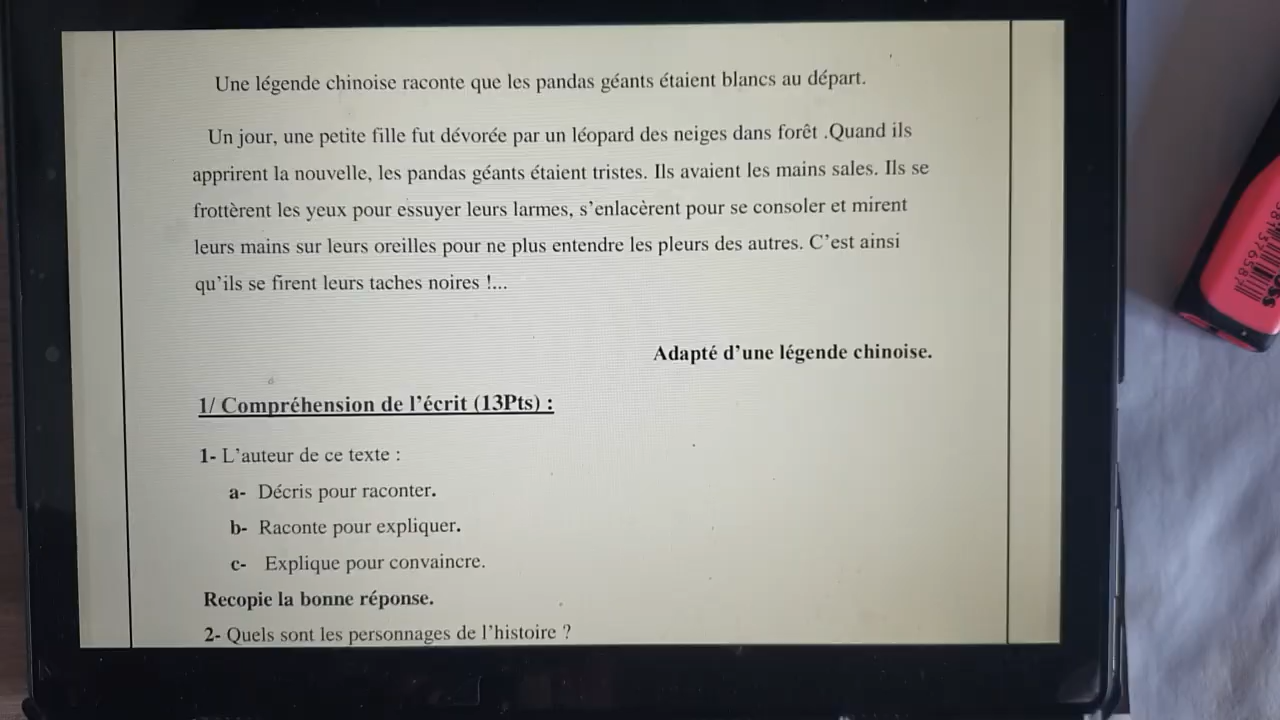 Une légende chinoise raconte que les pandas géants étaient blancs au départ.
Un jour, une petite fille fut dévorée par un léopard des neiges dans forêt .Quand ils
apprirent la nouvelle, les pandas géants étaient tristes. Ils avaient les mains sales. Ils se
frottèrent les yeux pour essuyer leurs larmes, s'enlacèrent pour se consoler et mirent
leurs mains sur leurs oreilles pour ne plus entendre les pleurs des autres. C'est ainsi
qu'ils se firent leurs taches noires !...
Adapté d'une légende chinoise.
1/ Compréhension de l'écrit (13Pts) :
1- L'auteur de ce texte :
a- Décris pour raconter.
b- Raconte pour expliquer.
c- Explique pour convaincre.
Recopie la bonne réponse.
2- Quels sont les personnages de l'histoire ?